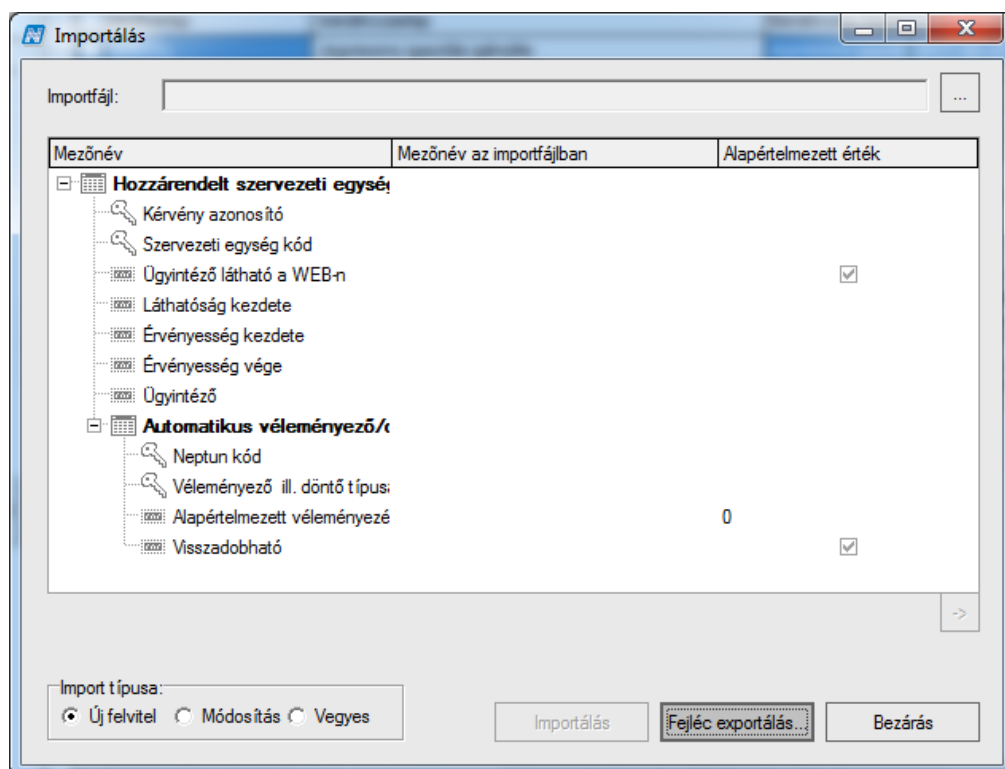 Importálás
Importfájl:
...
Mezőnév Mezőnév az importfájlban Alapértelmezett érték
Hozzárendelt szervezeti egység
Kérvény azonosító
Szervezeti egység kód
Ügyintéző látható a WEB-n
Láthatóság kezdete
Érvényesség kezdete
Érvényesség vége
Ügyintéző
Automatikus véleményező/d
Neptun kód
Véleményező ill. döntő típusa
Alapértelmezett véleményezé 0
Visszadobható
->
Import típusa:
Új felvitel Módosítás Vegyes
Importálás Fejléc exportálás... Bezárás